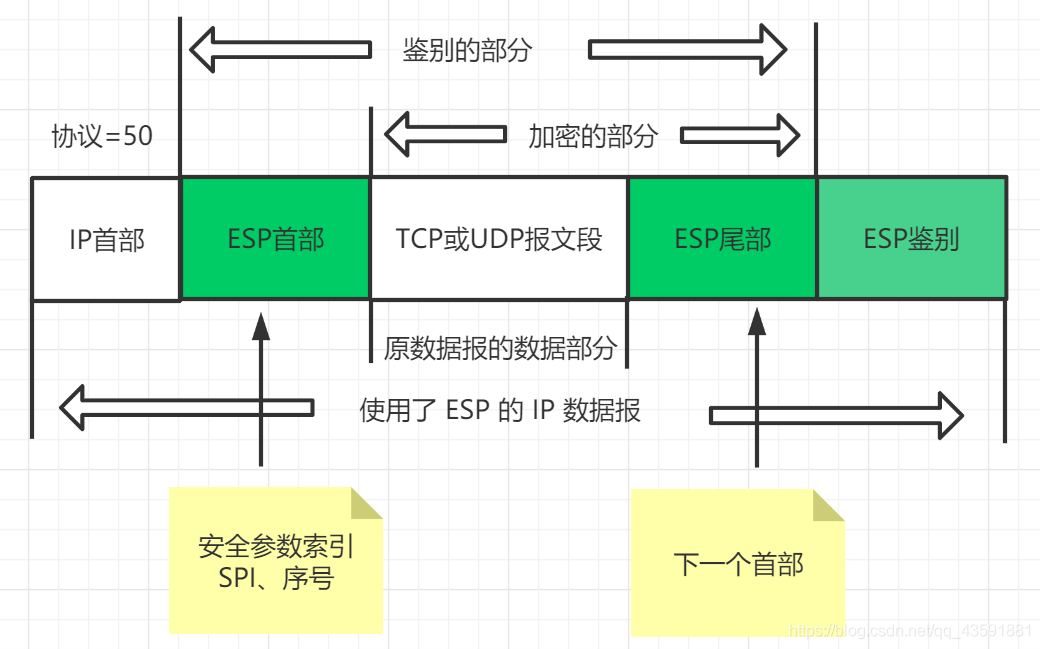 鉴别的部分
协议=50
加密的部分
IP首部
ESP首部
TCP或UDP报文段
ESP尾部
ESP鉴别
原数据报的数据部分
使用了 ESP 的 IP 数据报
安全参数索引
SPI、序号
下一个首部
https://blog.csdn.net/qq_43591881